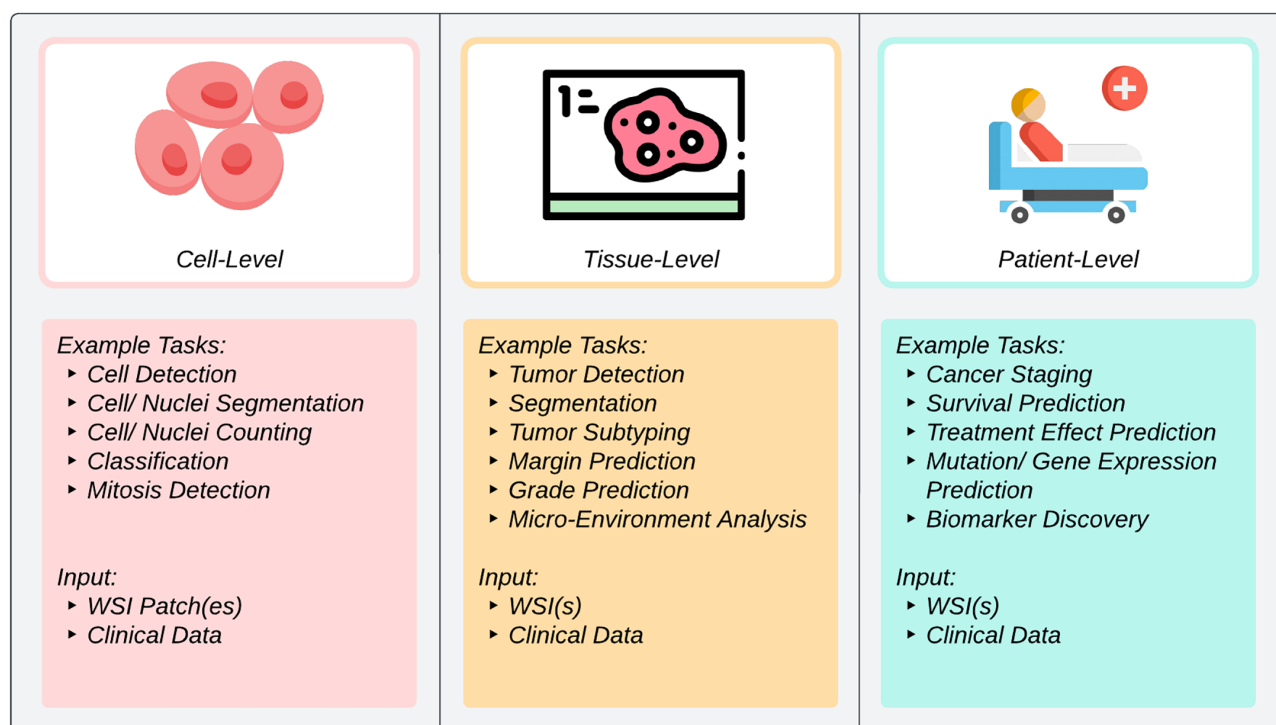 1=
Cell-Level
Tissue-Level
Patient-Level
Example Tasks:
‣ Cell Detection
‣ Cell/ Nuclei Segmentation
‣ Cell/ Nuclei Counting
‣ Classification
‣ Mitosis Detection
Input:
‣ WSI Patch(es)
‣ Clinical Data
Example Tasks:
‣ Tumor Detection
‣ Segmentation
‣ Tumor Subtyping
‣ Margin Prediction
‣ Grade Prediction
‣ Micro-Environment Analysis
Input:
‣ WSI(s)
‣ Clinical Data
Example Tasks:
‣ Cancer Staging
‣ Survival Prediction
‣ Treatment Effect Prediction
‣ Mutation/ Gene Expression
Prediction
‣ Biomarker Discovery
Input:
‣ WSI(s)
‣ Clinical Data